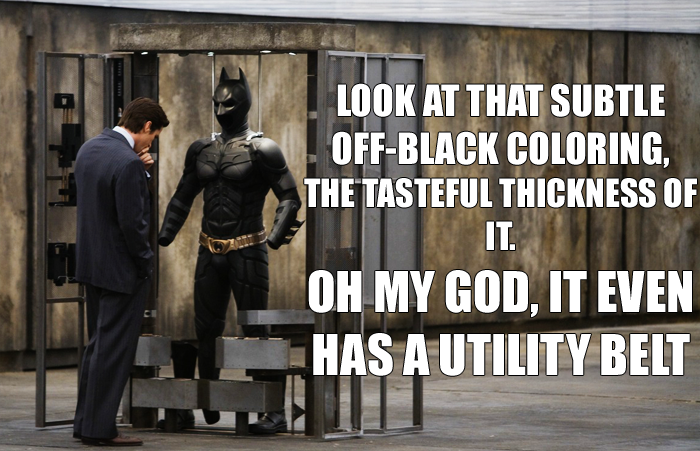 LOOK AT THAT SUBTLE
OFF-BLACK COLORING,
THE TASTEFUL THICKNESS OF
IT.
OH MY GOD, IT EVEN
HAS A UTILITY BELT